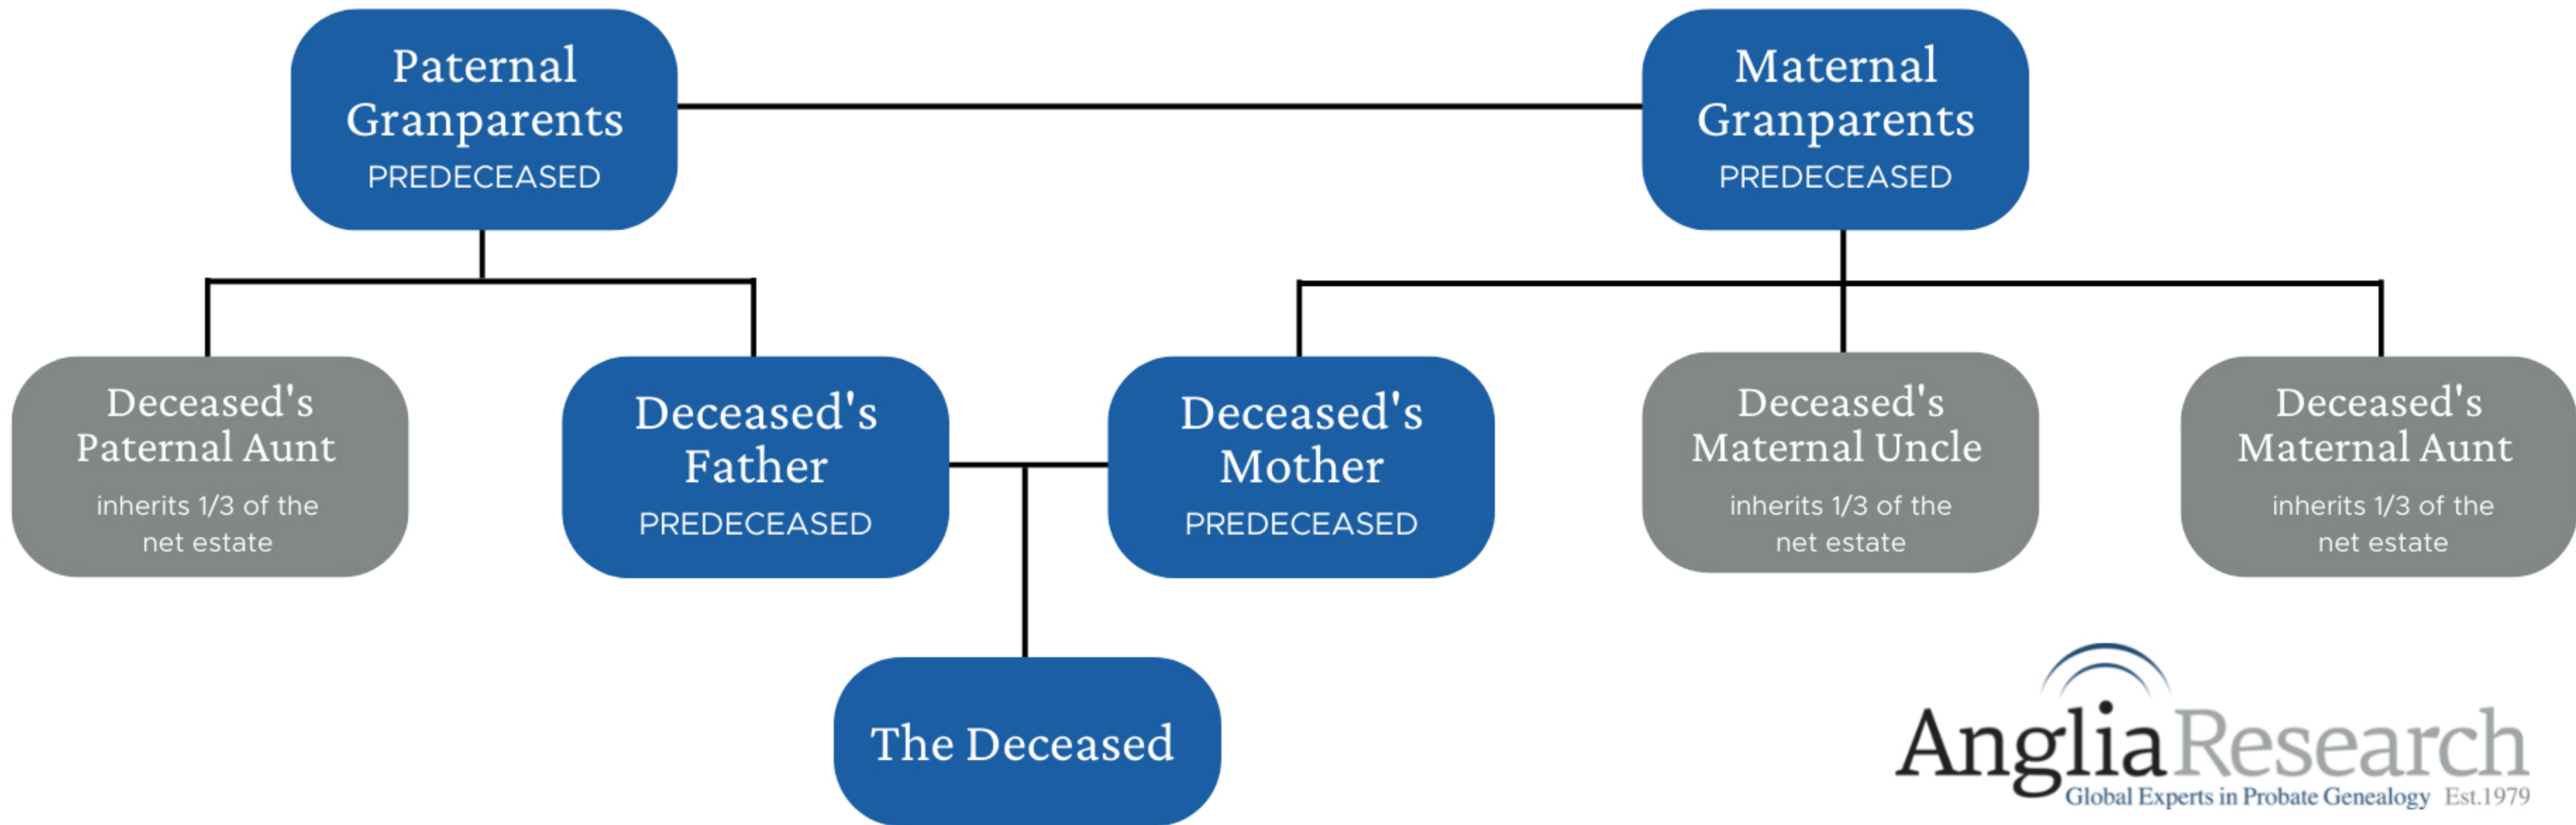 Paternal
Granparents
PREDECEASED
Maternal
Granparents
PREDECEASED
Deceased's
Paternal Aunt
inherits 1/3 of the
net estate
Deceased's
Father
PREDECEASED
Deceased's
Mother
PREDECEASED
Deceased's
Maternal Uncle
inherits 1/3 of the
net estate
Deceased's
Maternal Aunt
inherits 1/3 of the
net estate
The Deceased
AngliaResearch
Global Experts in Probate Genealogy Est.1979